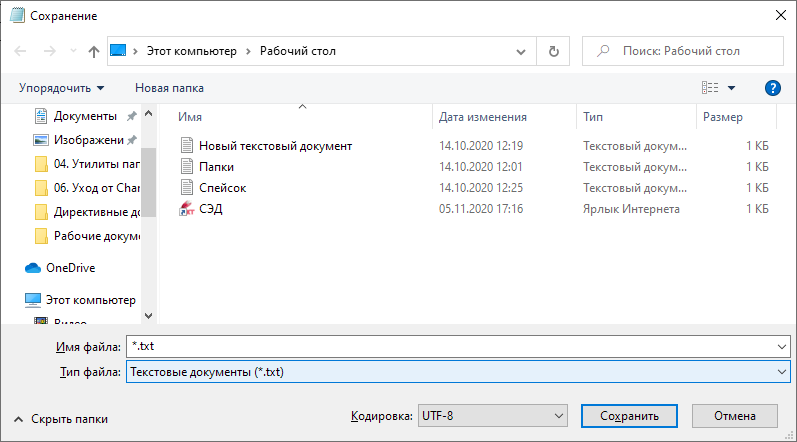 Сохранение
Этот компьютер Рабочий стол
Поиск: Рабочий стол
Упорядочить Новая папка
Имя Дата изменения Тип Размер
Документы
Изображени
04. Утилиты пап
06. Уход от Char
Директивные до
Рабочие докуме
OneDrive
Этот компьютер
Видео
Новый текстовый документ 14.10.2020 12:19 Текстовый докум... 1 КБ
Папки 14.10.2020 12:01 Текстовый докум... 1 КБ
Спейсок 14.10.2020 12:25 Текстовый докум... 1 КБ
СЭД 05.11.2020 17:16 Ярлык Интернета 1 КБ
Имя файла: *.txt
Тип файла: Текстовые документы (*.txt)
Скрыть папки Кодировка: UTF-8 Сохранить Отмена